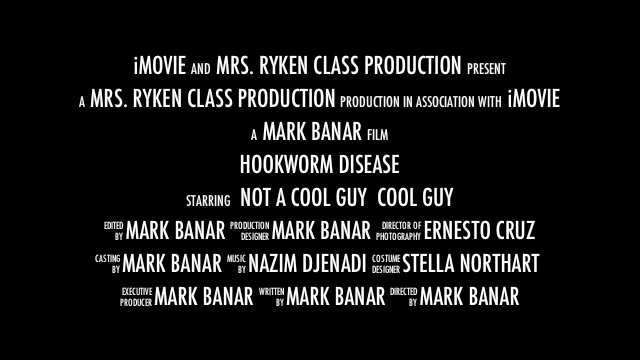 iMOVIE AND MRS. RYKEN CLASS PRODUCTION PRESENT
A MRS. RYKEN CLASS PRODUCTION PRODUCTION IN ASSOCIATION WITH iMOVIE
A MARK BANAR FILM
HOOKWORM DISEASE
STARRING NOT A COOL GUY COOL GUY
EDITED BY MARK BANAR PRODUCTION DESIGNER MARK BANAR DIRECTOR OF PHOTOGRAPHY ERNESTO CRUZ
CASTING BY MARK BANAR MUSIC BY NAZIM DJENADI COSTUME DESIGNER STELLA NORTHART
EXECUTIVE PRODUCER MARK BANAR WRITTEN BY MARK BANAR DIRECTED BY MARK BANAR